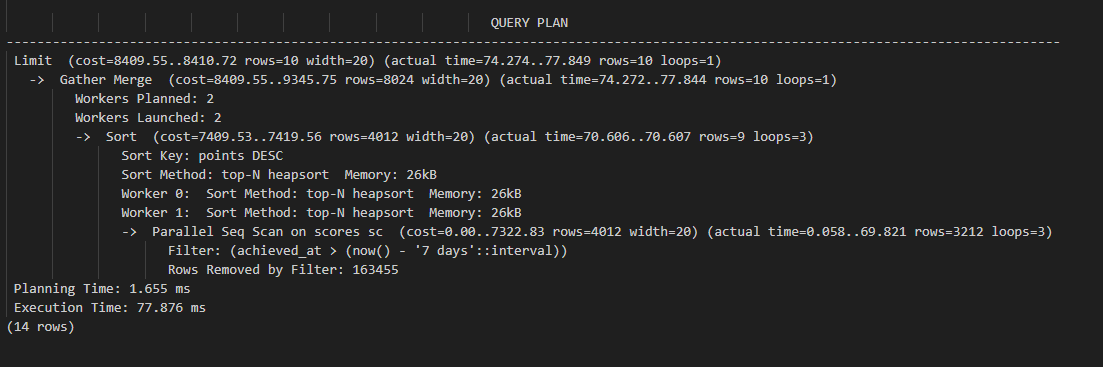 QUERY PLAN
--------------------------------------------------------------------------------------------------------------------------------------------
Limit  (cost=8409.55..8410.72 rows=10 width=20) (actual time=74.274..77.849 rows=10 loops=1)
  ->  Gather Merge  (cost=8409.55..9345.75 rows=8024 width=20) (actual time=74.272..77.844 rows=10 loops=1)
        Workers Planned: 2
        Workers Launched: 2
        ->  Sort  (cost=7409.53..7419.56 rows=4012 width=20) (actual time=70.606..70.607 rows=9 loops=3)
              Sort Key: points DESC
              Sort Method: top-N heapsort  Memory: 26kB
              Worker 0:  Sort Method: top-N heapsort  Memory: 26kB
              Worker 1:  Sort Method: top-N heapsort  Memory: 26kB
              ->  Parallel Seq Scan on scores sc  (cost=0.00..7322.83 rows=4012 width=20) (actual time=0.058..69.821 rows=3212 loops=3)
                    Filter: (achieved_at > (now() - '7 days'::interval))
                    Rows Removed by Filter: 163455
Planning Time: 1.655 ms
Execution Time: 77.876 ms
(14 rows)